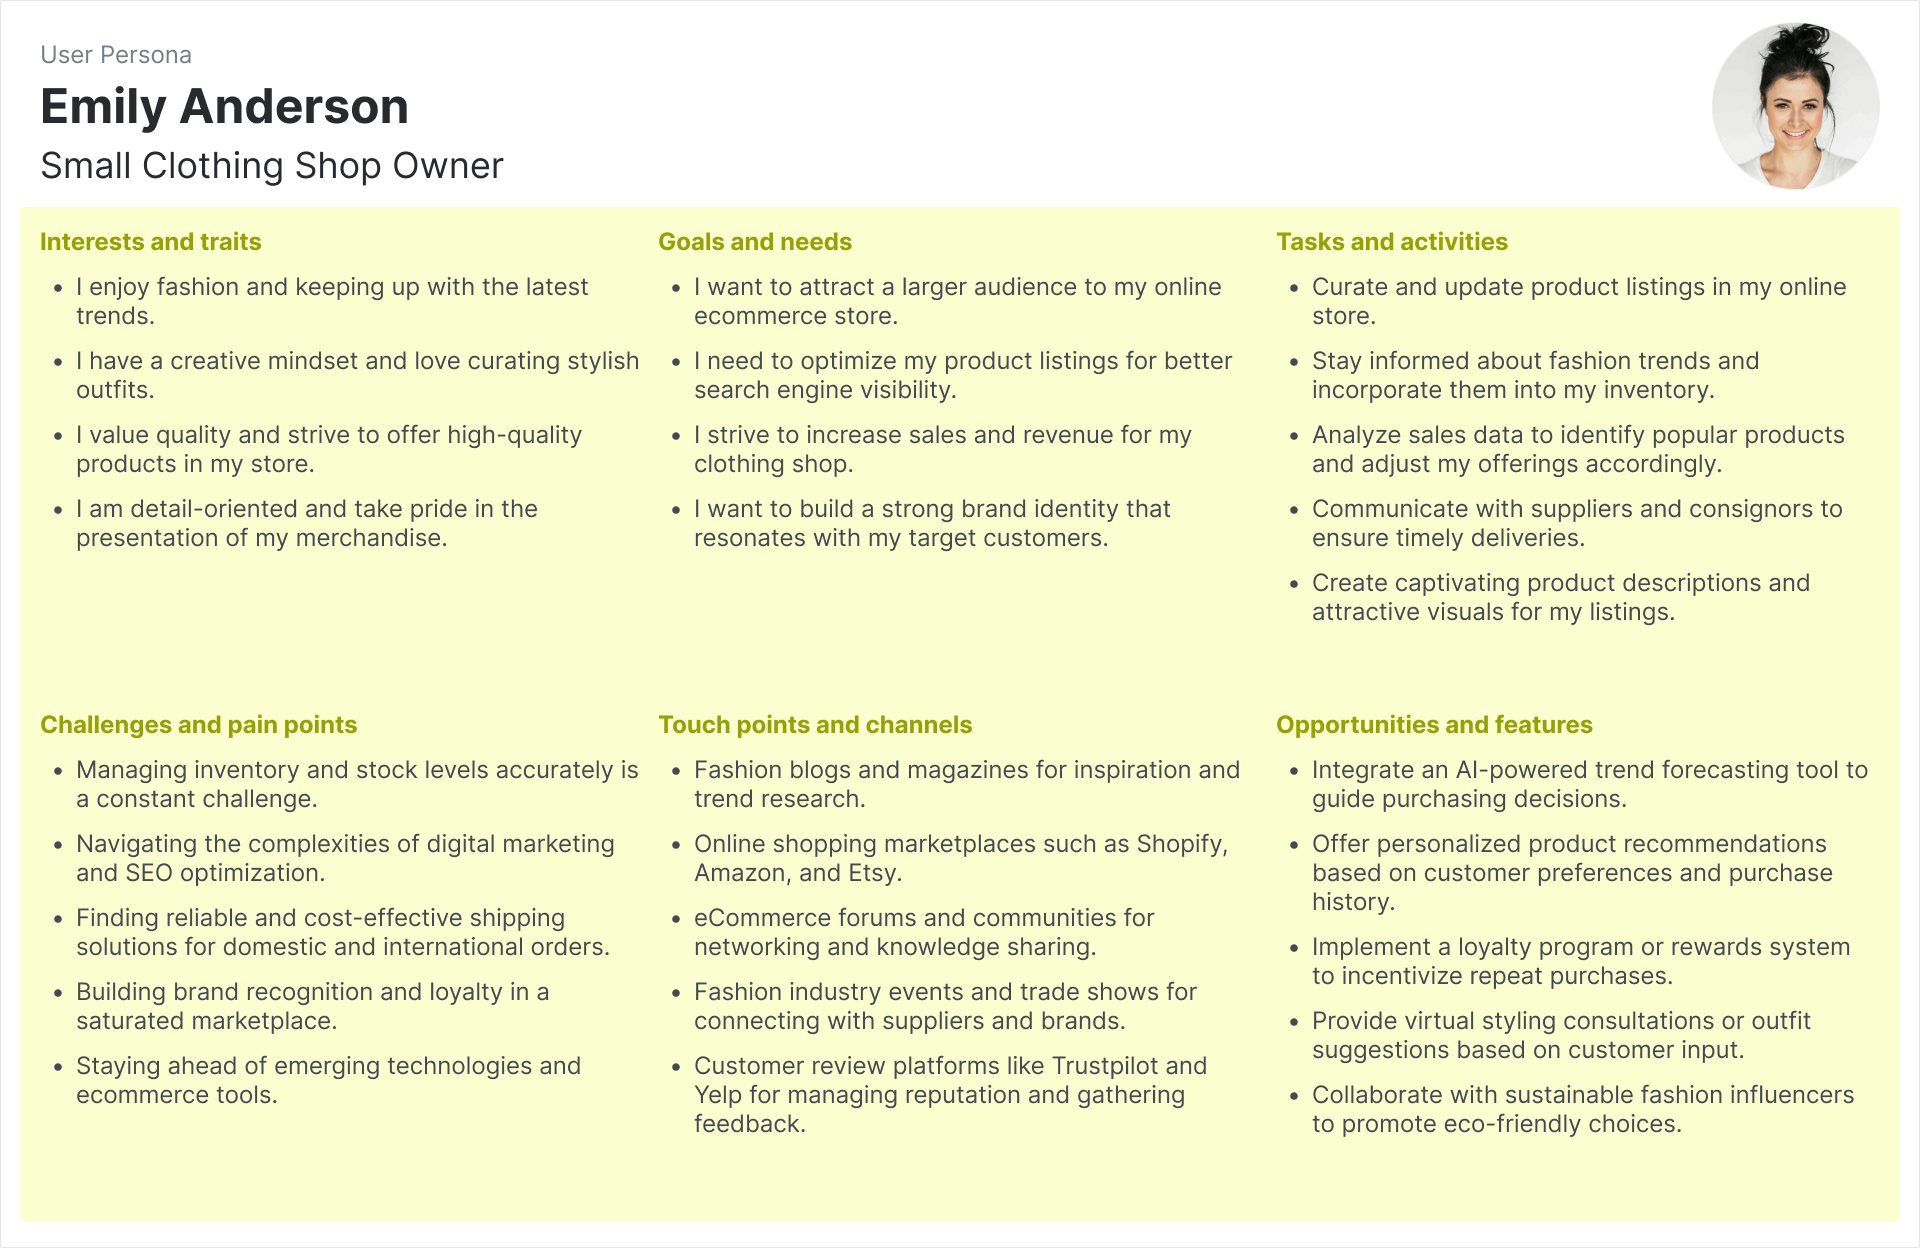 User Persona
Emily Anderson
Small Clothing Shop Owner
Interests and traits
• I enjoy fashion and keeping up with the latest
trends.
• I have a creative mindset and love curating stylish
outfits.
• I value quality and strive to offer high-quality
products in my store.
• I am detail-oriented and take pride in the
presentation of my merchandise.
Goals and needs
• I want to attract a larger audience to my online
ecommerce store.
• I need to optimize my product listings for better
search engine visibility.
• I strive to increase sales and revenue for my
clothing shop.
• I want to build a strong brand identity that
resonates with my target customers.
Tasks and activities
• Curate and update product listings in my online
store.
• Stay informed about fashion trends and
incorporate them into my inventory.
• Analyze sales data to identify popular products
and adjust my offerings accordingly.
• Communicate with suppliers and consignors to
ensure timely deliveries.
• Create captivating product descriptions and
attractive visuals for my listings.
Challenges and pain points
• Managing inventory and stock levels accurately is
a constant challenge.
• Navigating the complexities of digital marketing
and SEO optimization.
• Finding reliable and cost-effective shipping
solutions for domestic and international orders.
• Building brand recognition and loyalty in a
saturated marketplace.
• Staying ahead of emerging technologies and
ecommerce tools.
Touch points and channels
• Fashion blogs and magazines for inspiration and
trend research.
• Online shopping marketplaces such as Shopify,
Amazon, and Etsy.
• eCommerce forums and communities for
networking and knowledge sharing.
• Fashion industry events and trade shows for
connecting with suppliers and brands.
• Customer review platforms like Trustpilot and
Yelp for managing reputation and gathering
feedback.
Opportunities and features
• Integrate an AI-powered trend forecasting tool to
guide purchasing decisions.
• Offer personalized product recommendations
based on customer preferences and purchase
history.
• Implement a loyalty program or rewards system
to incentivize repeat purchases.
• Provide virtual styling consultations or outfit
suggestions based on customer input.
• Collaborate with sustainable fashion influencers
to promote eco-friendly choices.